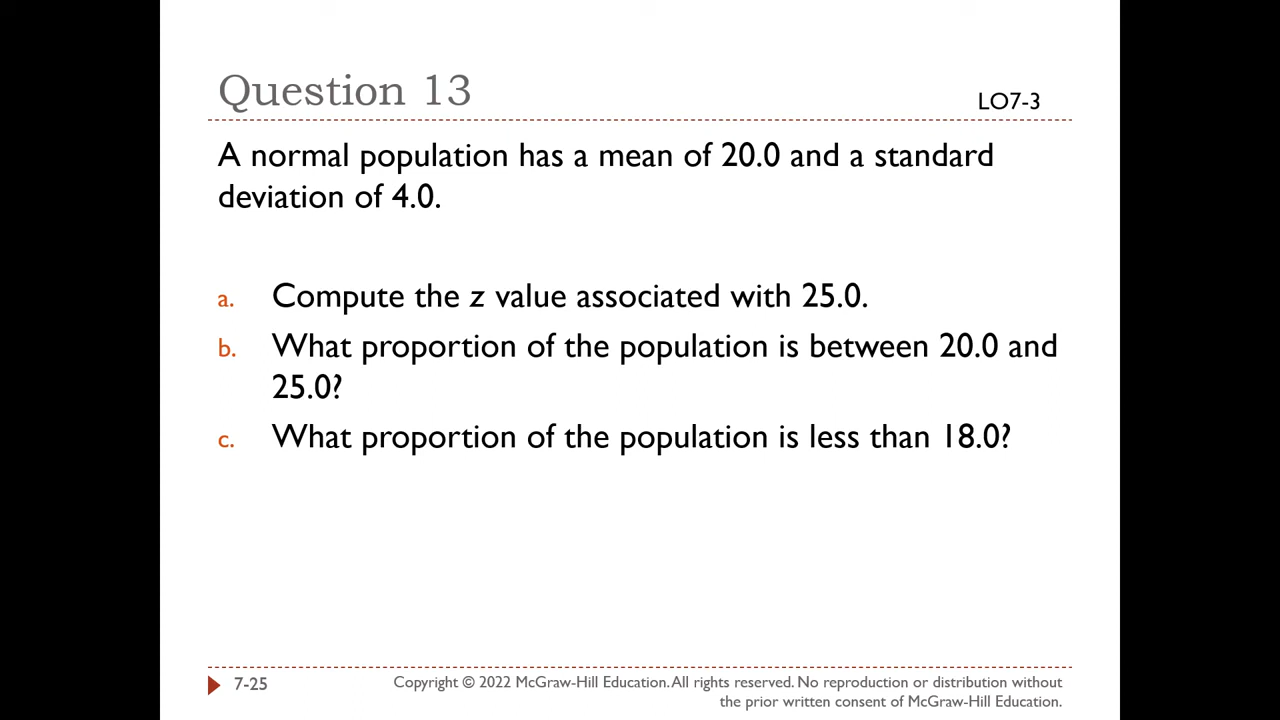 Question 13
LO7-3
A normal population has a mean of 20.0 and a standard
deviation of 4.0.
a. Compute the z value associated with 25.0.
b. What proportion of the population is between 20.0 and
25.0?
c. What proportion of the population is less than 18.0?
7-25
Copyright © 2022 McGraw-Hill Education. All rights reserved. No reproduction or distribution without
the prior written consent of McGraw-Hill Education.